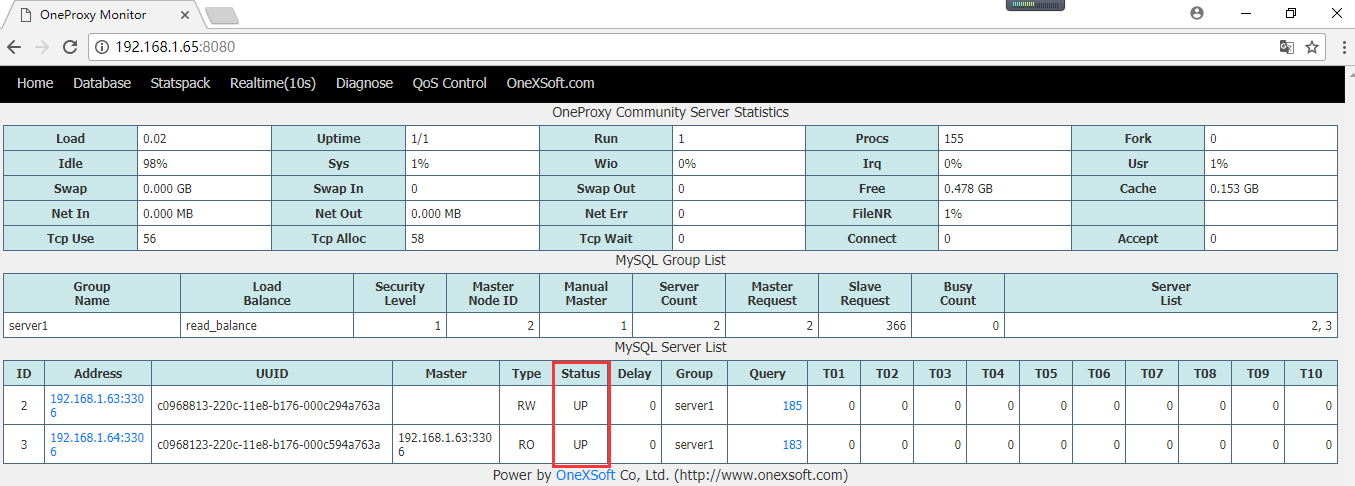 OneProxy Monitor
192.168.1.65:8080
Home Database Statspack Realtime(10s) Diagnose QoS Control OneXSoft.com
OneProxy Community Server Statistics
Load 0.02 Uptime 1/1 Run 1 Procs 155 Fork 0
Idle 98% Sys 1% Wio 0% Irq 0% Usr 1%
Swap 0.000 GB Swap In 0 Swap Out 0 Free 0.478 GB Cache 0.153 GB
Net In 0.000 MB Net Out 0.000 MB Net Err 0 FileNR 1%
Tcp Use 56 Tcp Alloc 58 Tcp Wait 0 Connect 0 Accept 0
MySQL Group List
Group Load Security Master Manual Server Master Slave Busy Server
Name Balance Level Node ID Master Count Request Request Count List
server1 read_balance 1 2 1 2 2 366 0 2, 3
MySQL Server List
ID Address UUID Master Type Status Delay Group Query T01 T02 T03 T04 T05 T06 T07 T08 T09 T10
2 192.168.1.63:330
6 c0968813-220c-11e8-b176-000c294a763a RW UP 0 server1 185 0 0 0 0 0 0 0 0 0 0
3 192.168.1.64:330
6 c0968123-220c-11e8-b176-000c594a763a 192.168.1.63:330
6 RO UP 0 server1 183 0 0 0 0 0 0 0 0 0 0
Power by OneXSoft Co, Ltd. (http://www.onexsoft.com)